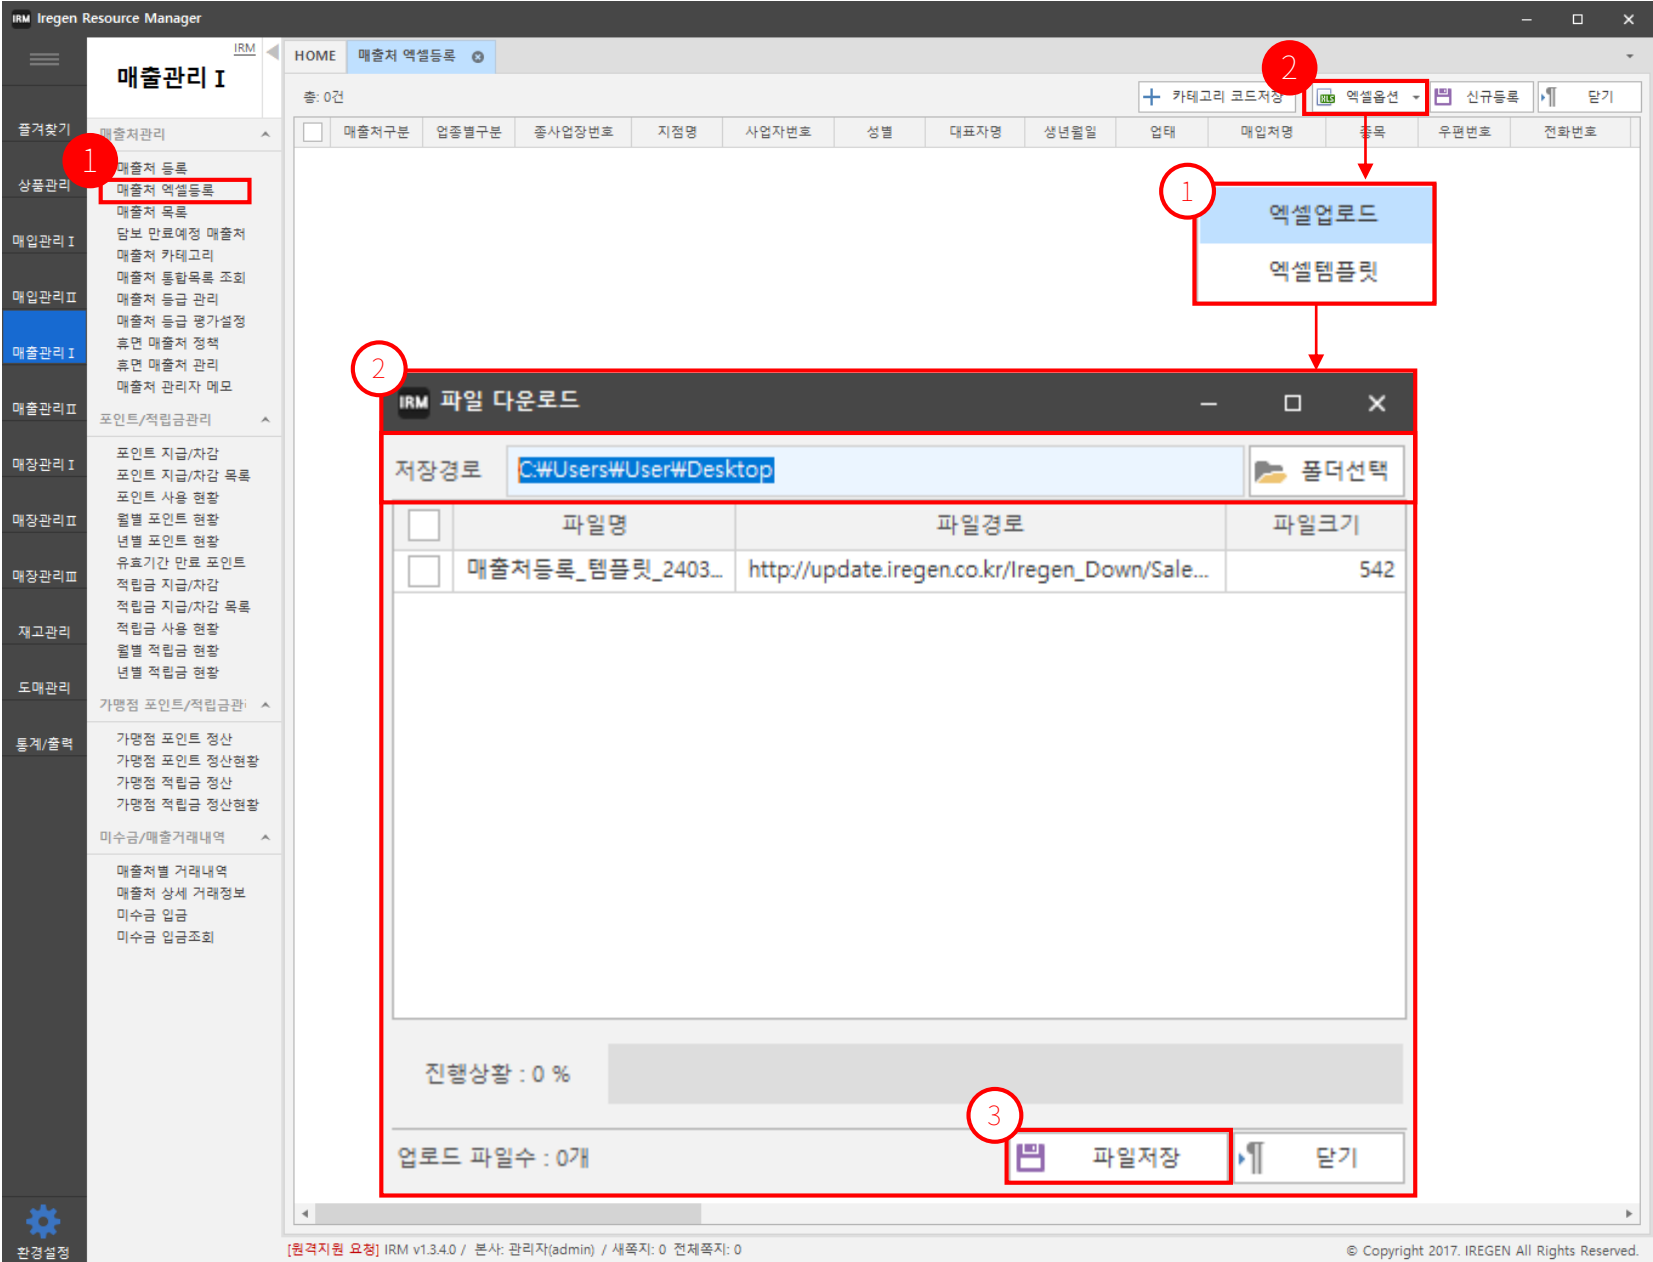 IRM Iregen Resource Manager
매출관리 I
IRM
HOME
매출처 엑셀등록
즐겨찾기
상품관리
매입관리 I
매입관리 II
매출관리 I
매출관리 II
매장관리 I
매장관리 II
매장관리 III
재고관리
도매관리
통계/출력
환경설정
매출처관리
1
매출처 등록
매출처 엑셀등록
매출처 목록
담보 만료예정 매출처
매출처 카테고리
매출처 통합목록 조회
매출처 등급 관리
매출처 등급 평가설정
휴면 매출처 정책
휴면 매출처 관리
매출처 관리자 메모
포인트/적립금관리
포인트 지급/차감
포인트 지급/차감 목록
포인트 사용 현황
월별 포인트 현황
년별 포인트 현황
유효기간 만료 포인트
적립금 지급/차감
적립금 지급/차감 목록
적립금 사용 현황
월별 적립금 현황
년별 적립금 현황
가맹점 포인트/적립금관
가맹점 포인트 정산
가맹점 포인트 정산현황
가맹점 적립금 정산
가맹점 적립금 정산현황
미수금/매출거래내역
매출처별 거래내역
매출처 상세 거래정보
미수금 입금
미수금 입금조회
총: 0건
2
카테고리 코드저장
XLS 엑셀옵션
신규등록
닫기
매출처구분 업종별구분 종사업장번호 지점명 사업자번호 성별 대표자명 생년월일 업태 매입처명 종목 우편번호 전화번호
1
엑셀업로드
엑셀템플릿
2
IRM 파일 다운로드
저장경로 C:₩Users₩User₩Desktop 폴더선택
파일명 파일경로 파일크기
매출처등록_템플릿_2403... http://update.iregen.co.kr/Iregen_Down/Sale... 542
진행상황 : 0 %
3
업로드 파일수 : 0개 파일저장 닫기
[원격지원 요청] IRM v1.3.4.0 / 본사: 관리자(admin) / 새쪽지: 0 전체쪽지: 0
© Copyright 2017. IREGEN All Rights Reserved.